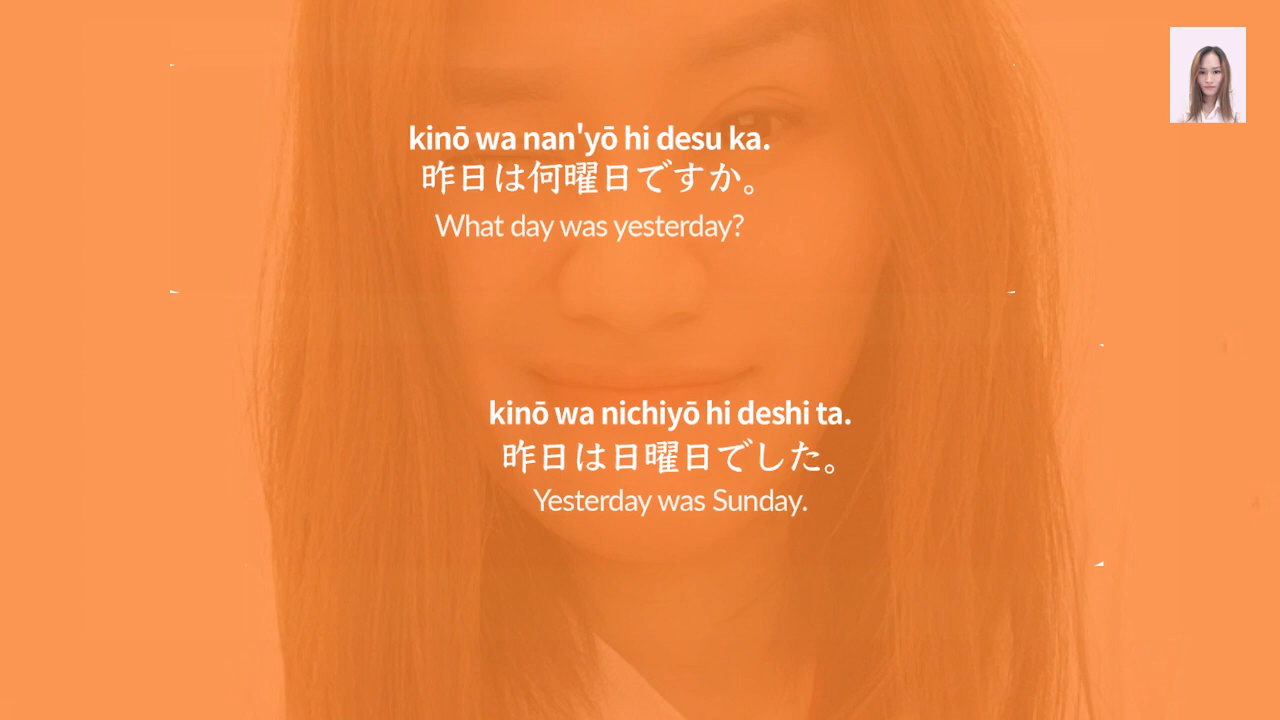 kinō wa nan'yō hi desu ka.
昨日は何曜日ですか。
What day was yesterday?
kinō wa nichiyō hi deshi ta.
昨日は日曜日でした。
Yesterday was Sunday.